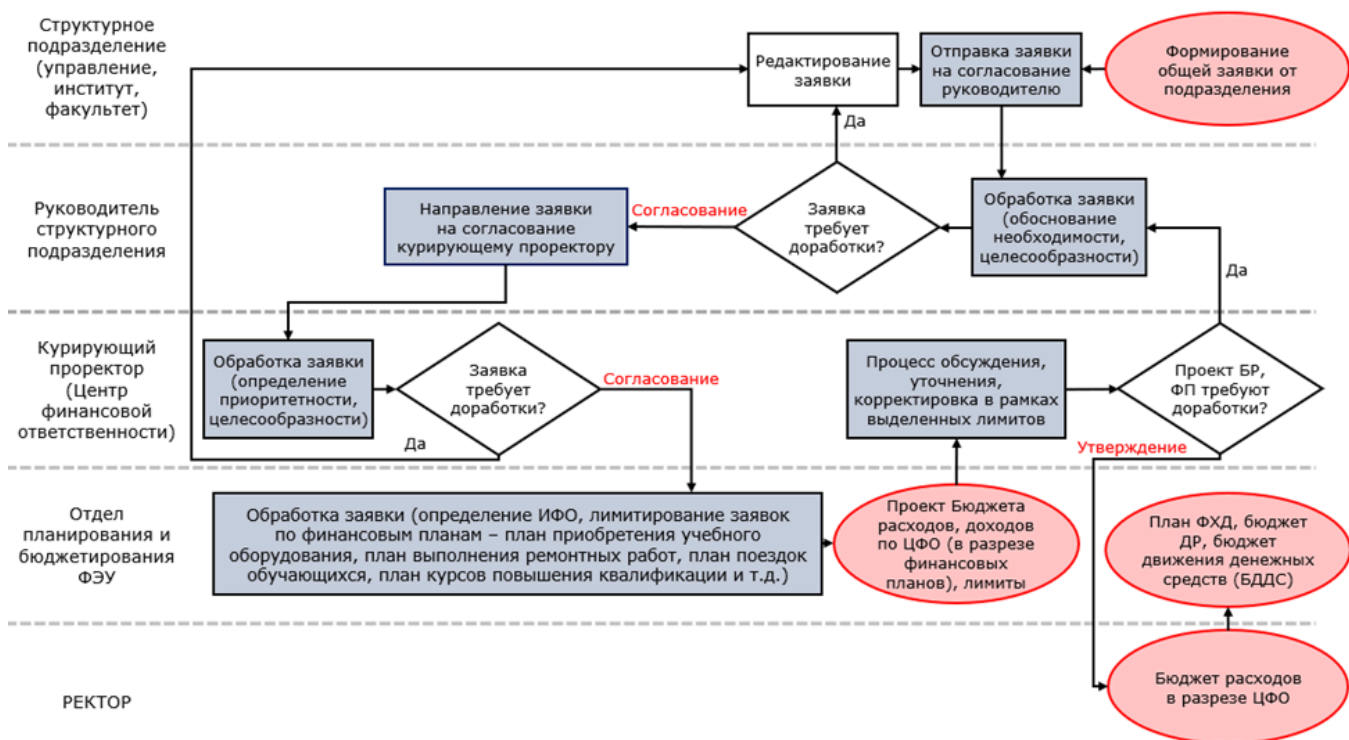 Структурное
подразделение
(управление,
институт,
факультет)
Редактирование
заявки
Отправка заявки
на согласование
руководителю
Формирование
общей заявки от
подразделения
Да
Руководитель
структурного
подразделения
Направление заявки
на согласование
курирующему проректору
Согласование
Заявка
требует
доработки?
Обработка заявки
(обоснование
необходимости,
целесообразности)
Да
Курирующий
проректор
(Центр
финансовой
ответственности)
Обработка заявки
(определение
приоритетности,
целесообразности)
Заявка
требует
доработки?
Согласование
Да
Процесс обсуждения,
уточнения,
корректировка в рамках
выделенных лимитов
Проект БР,
ФП требуют
доработки?
Утверждение
Отдел
планирования и
бюджетирования
ФЭУ
Обработка заявки (определение ИФО, лимитирование заявок
по финансовым планам – план приобретения учебного
оборудования, план выполнения ремонтных работ, план поездок
обучающихся, план курсов повышения квалификации и т.д.)
Проект Бюджета
расходов, доходов
по ЦФО (в разрезе
финансовых
планов), лимиты
План ФХД, бюджет
ДР, бюджет
движения денежных
средств (БДДС)
РЕКТОР
Бюджет расходов
в разрезе ЦФО